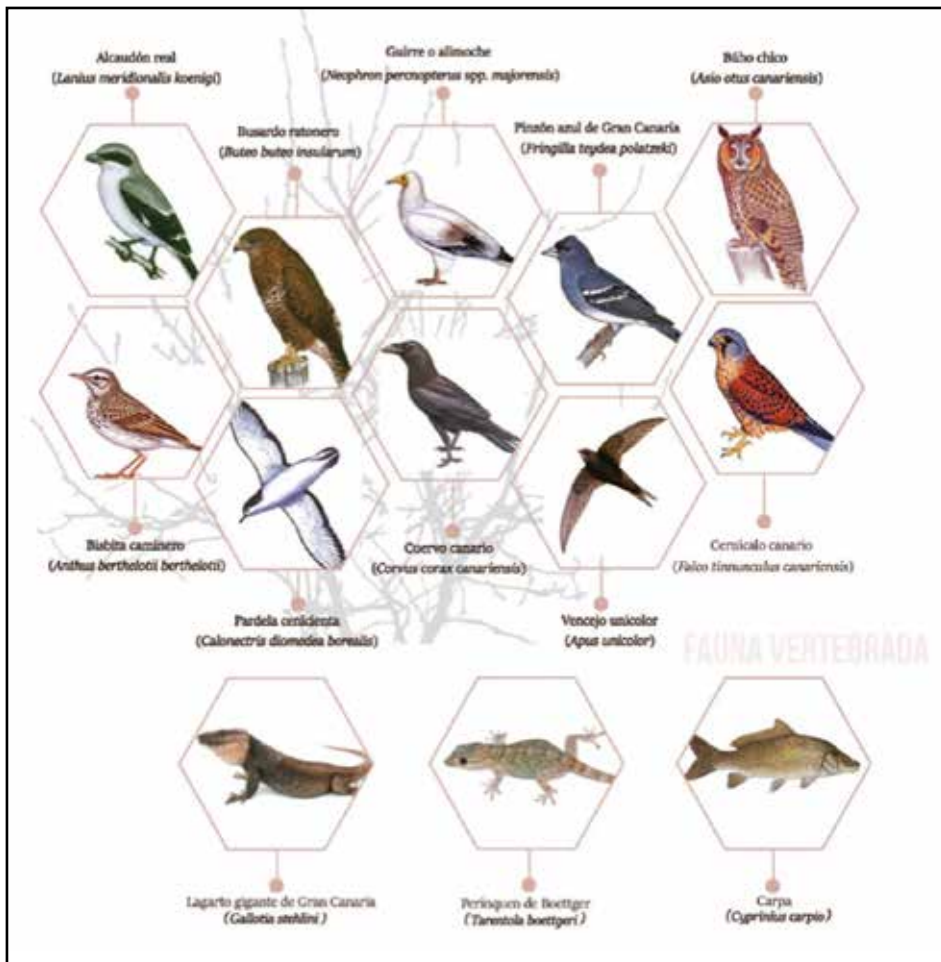 Alcaudón real
(Lanius meridionalis koenigi)
Guirre o alimoche
(Neophron percnopterus spp. majorensis)
Búho chico
(Asio otus canariensis)
Busardo ratonero
(Buteo buteo insularum)
Pinzón azul de Gran Canaria
(Fringilla teydea polatzeki)
Bisbita caminero
(Anthus berthelotii berthelotii)
Cuervo canario
(Corvus corax canariensis)
Cernícalo canario
(Falco tinnunculus canariensis)
Pardela cenicienta
(Calonectris diomedea borealis)
Vencejo unicolor
(Apus unicolor)
FAUNA VERTEBRADA
Lagarto gigante de Gran Canaria
(Gallotia stehlini)
Perinquen de Boettger
(Tarentola boettgeri)
Carpa
(Cyprinius carpio)